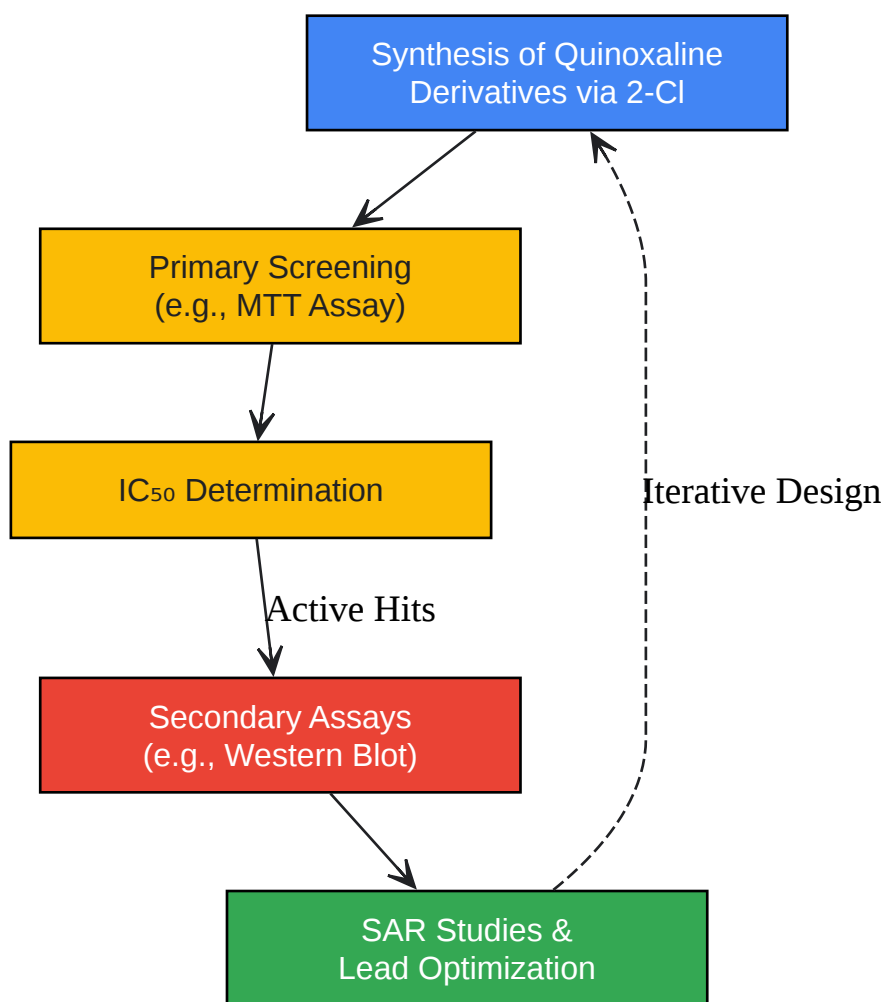 Synthesis of Quinoxaline
Derivatives via 2-Cl
Primary Screening
(e.g., MTT Assay)
IC₅₀ Determination
Iterative Design
Active Hits
Secondary Assays
(e.g., Western Blot)
SAR Studies &
Lead Optimization